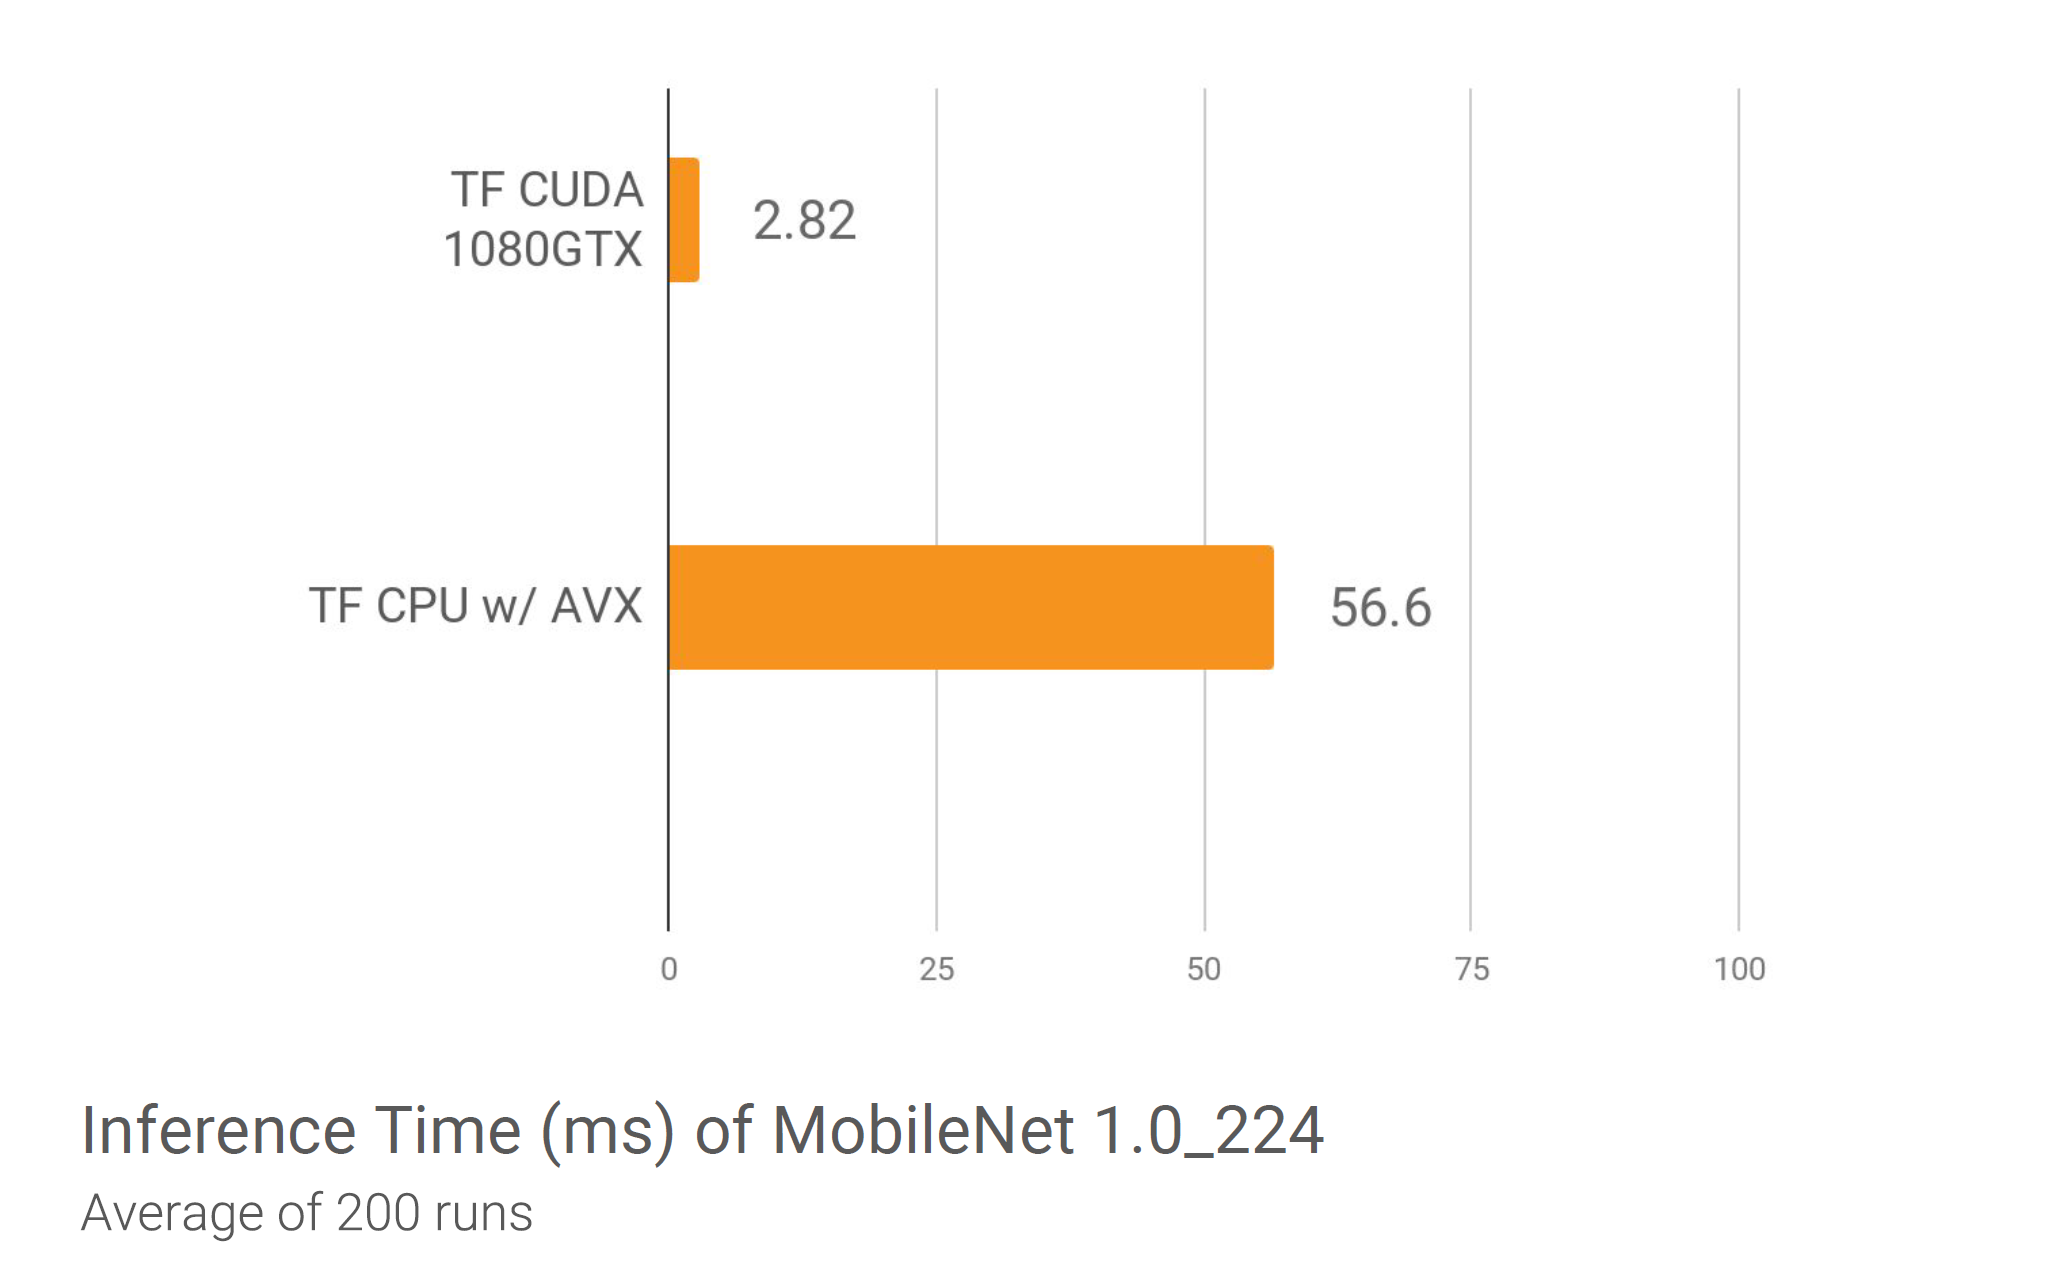 TF CUDA
1080GTX
2.82
TF CPU w/ AVX
56.6
0 25 50 75 100
Inference Time (ms) of MobileNet 1.0_224
Average of 200 runs